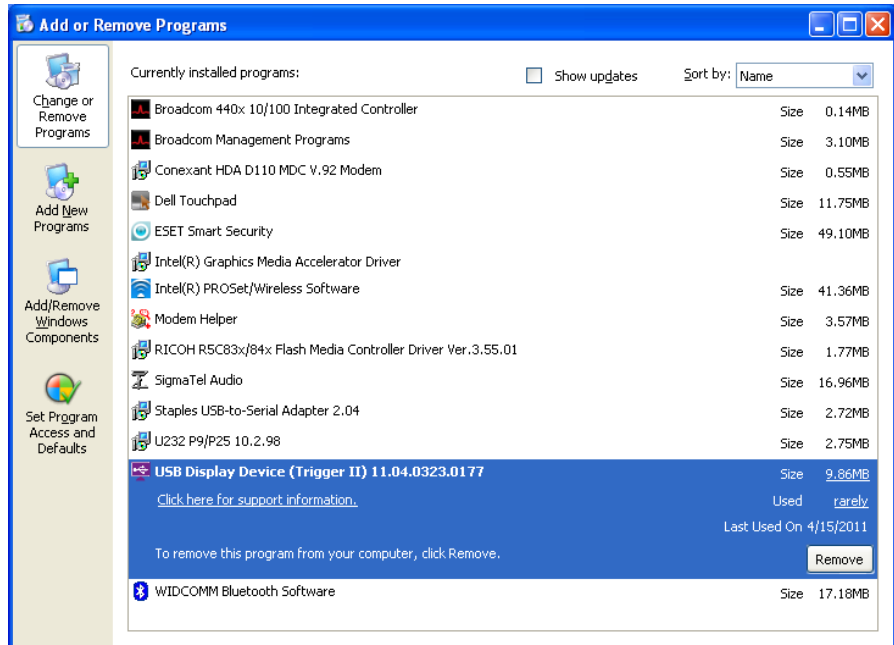 Add or Remove Programs
Change or
Remove
Programs
Add New
Programs
Add/Remove
Windows
Components
Set Program
Access and
Defaults
Currently installed programs: Show updates Sort by: Name
Broadcom 440x 10/100 Integrated Controller Size 0.14MB
Broadcom Management Programs Size 3.10MB
Conexant HDA D110 MDC V.92 Modem Size 0.55MB
Dell Touchpad Size 11.75MB
ESET Smart Security Size 49.10MB
Intel(R) Graphics Media Accelerator Driver
Intel(R) PROSet/Wireless Software Size 41.36MB
Modem Helper Size 3.57MB
RICOH R5C83x/84x Flash Media Controller Driver Ver.3.55.01 Size 1.77MB
SigmaTel Audio Size 16.96MB
Staples USB-to-Serial Adapter 2.04 Size 2.72MB
U232 P9/P25 10.2.98 Size 2.75MB
USB Display Device (Trigger II) 11.04.0323.0177 Size 9.86MB
Click here for support information. Used rarely
Last Used On 4/15/2011
To remove this program from your computer, click Remove. Remove
WIDCOMM Bluetooth Software Size 17.18MB